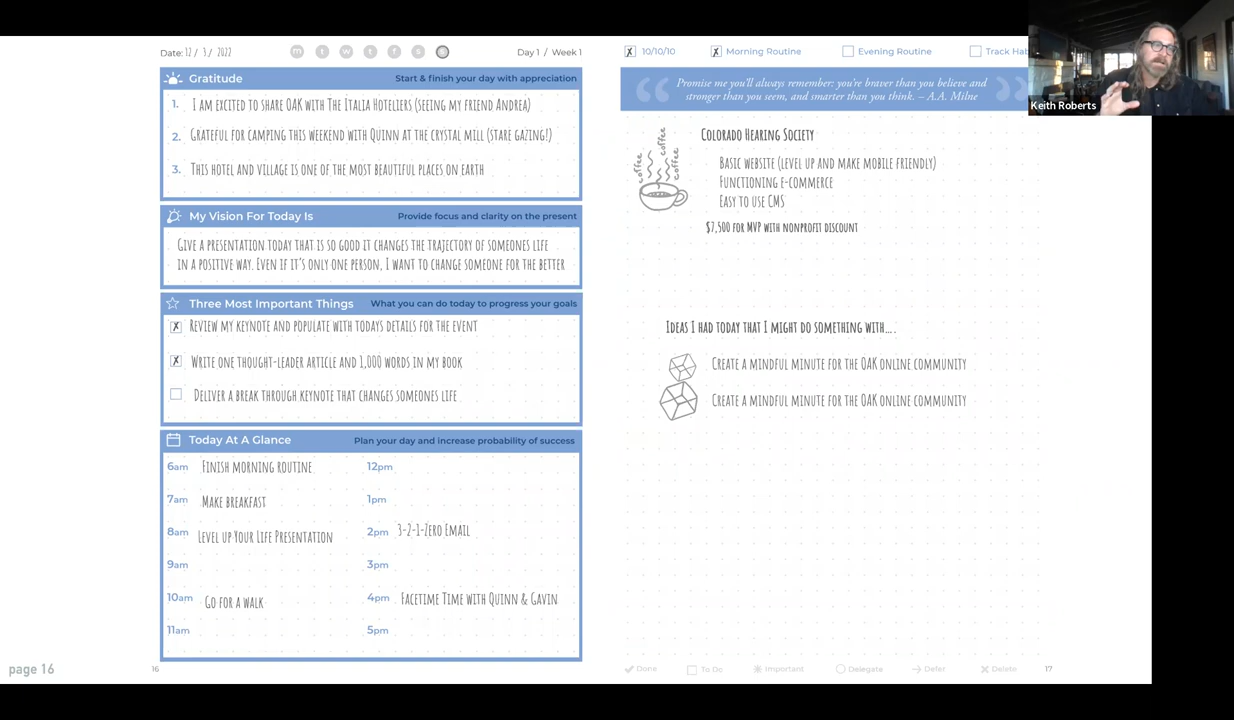 Date: 12 / 3 / 2022
m t w t f s
Day 1 / Week 1
Gratitude
Start & finish your day with appreciation
1. I am excited to share OAK with The Italia Hoteliers (seeing my friend Andrea)
2. Grateful for camping this weekend with Quinn at the crystal mill (stare gazing!)
3. This hotel and village is one of the most beautiful places on earth
My Vision For Today Is
Provide focus and clarity on the present
Give a presentation today that is so good it changes the trajectory of someones life
in a positive way. Even if it's only one person, I want to change someone for the better
Three Most Important Things
What you can do today to progress your goals
x Review my keynote and populate with todays details for the event
x Write one thought-leader article and 1,000 words in my book
Deliver a break through keynote that changes someones life
Today At A Glance
Plan your day and increase probability of success
6am Finish morning routine
7am Make breakfast
8am Level up Your Life Presentation
9am
10am Go for a walk
11am
12pm
1pm
2pm 3-2-1-Zero Email
3pm
4pm Facetime Time with Quinn & Gavin
5pm
page 16
16
x 10/10/10
x Morning Routine
Evening Routine
Track Hab
Promise me you'll always remember: you're braver than you believe and
stronger than you seem, and smarter than you think. – A.A. Milne
Keith Roberts
coffee
coffee
coffee
Colorado Hearing Society
Basic website (level up and make mobile friendly)
Functioning e-commerce
Easy to use CMS
$7,500 for MVP with nonprofit discount
Ideas I had today that I might do something with....
Create a mindful minute for the OAK online community
Create a mindful minute for the OAK online community
Done
To Do
Important
Delegate
Defer
Delete
17